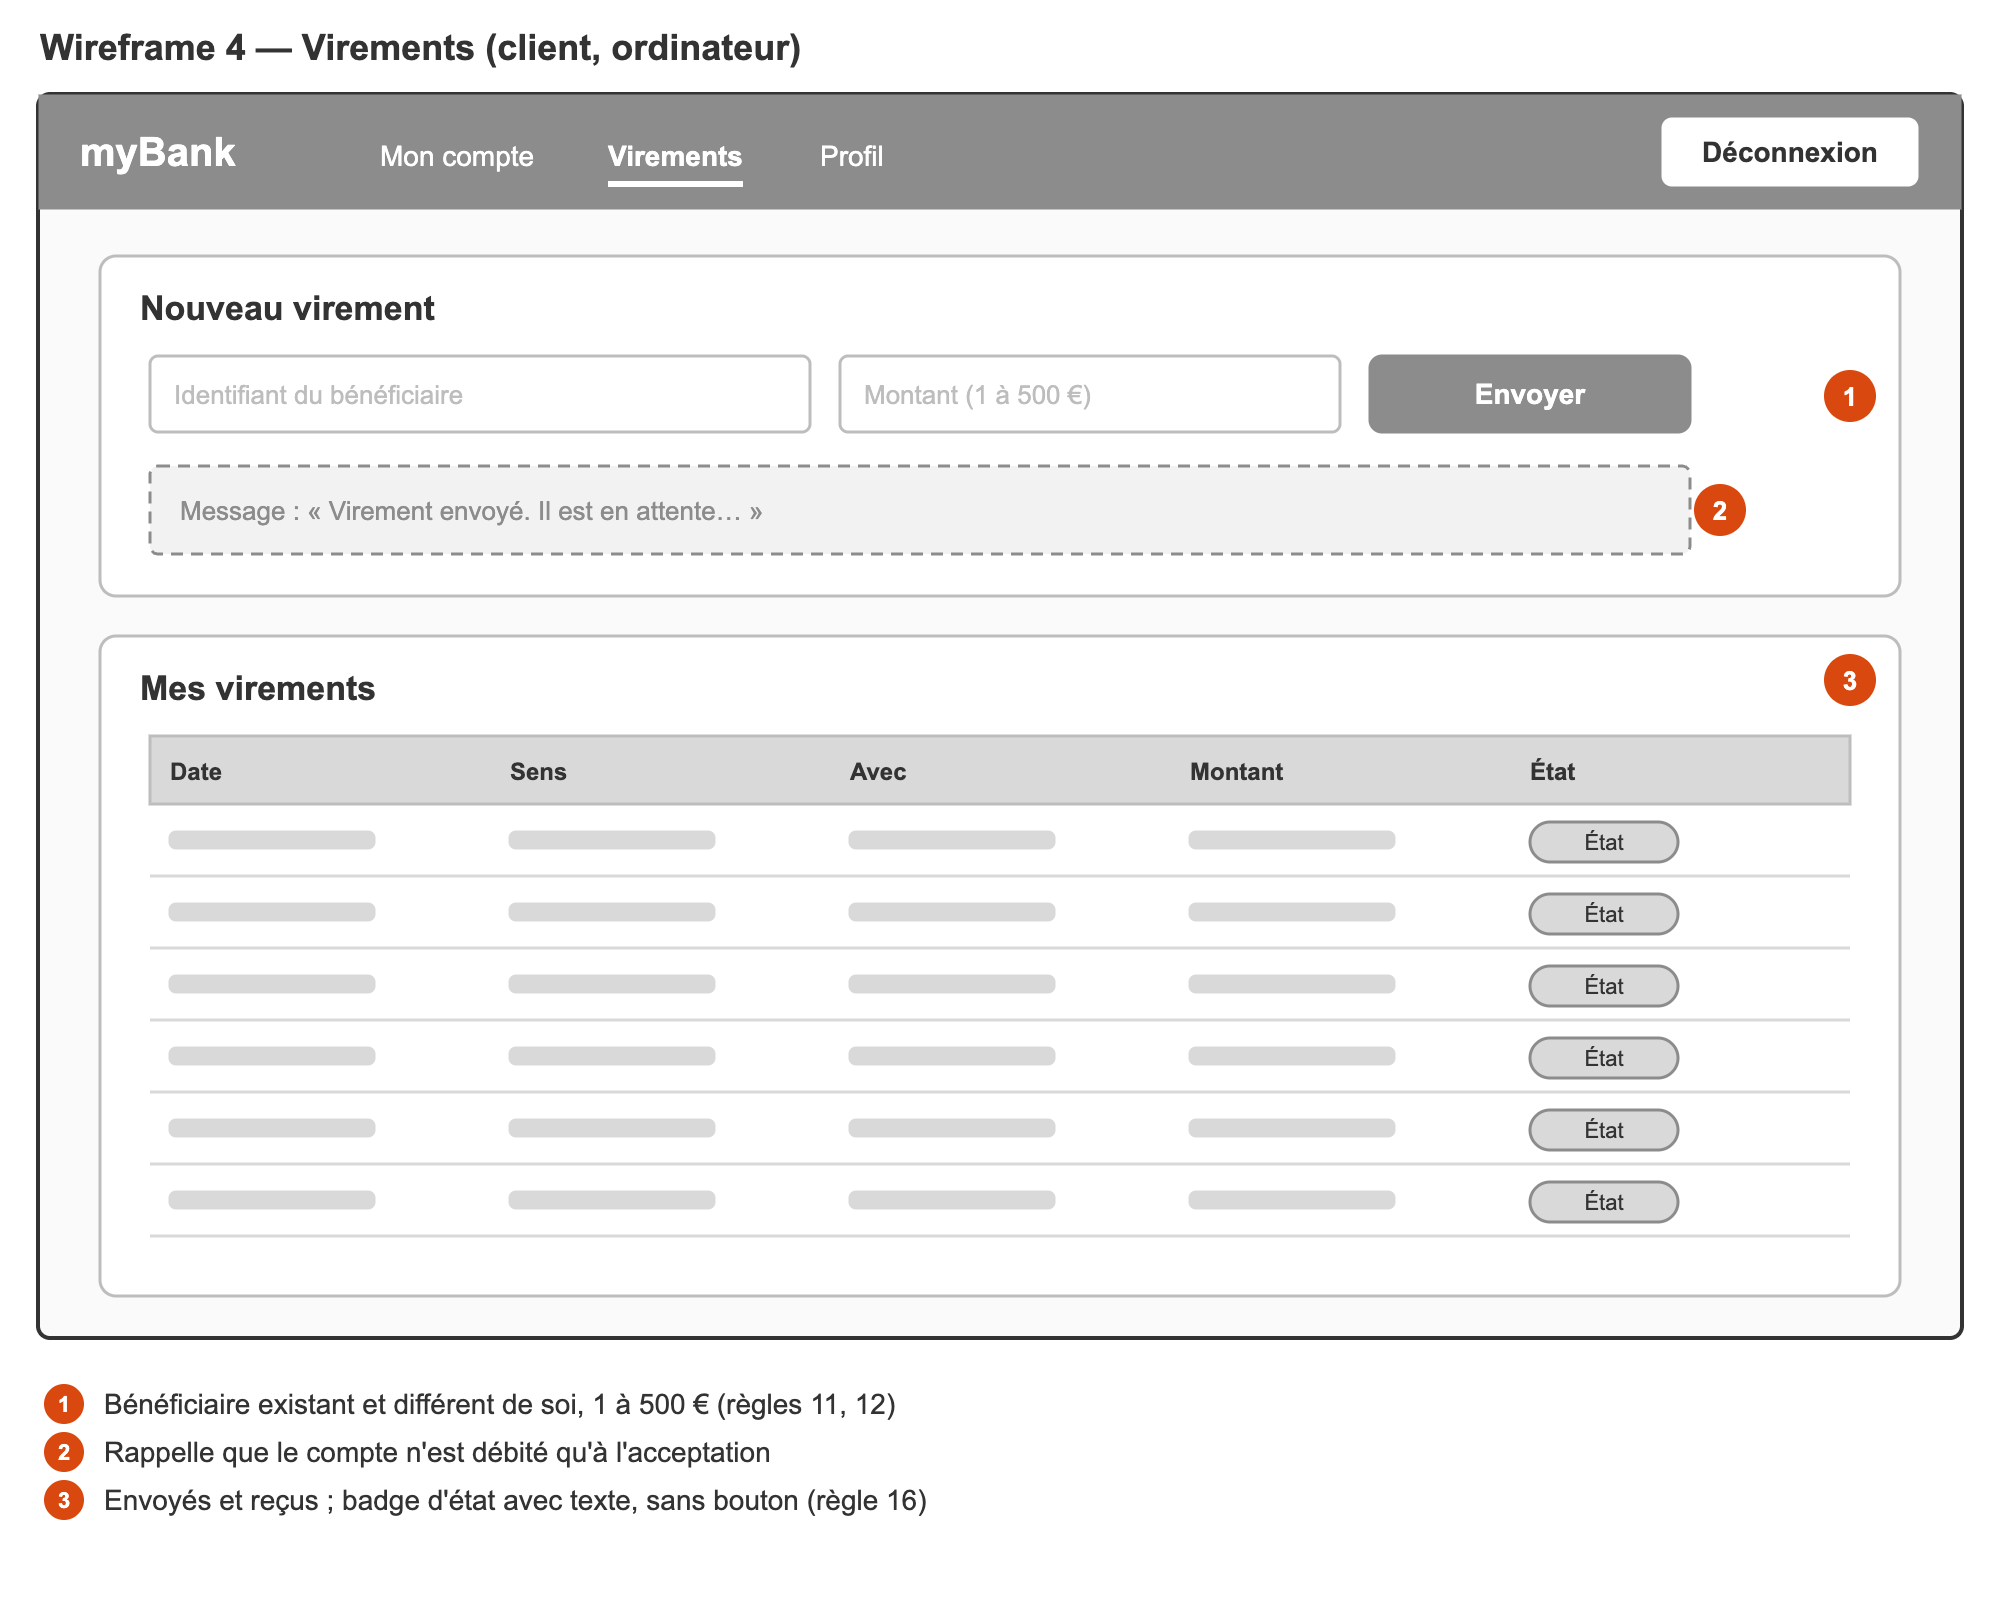 Wireframe 4 — Virements (client, ordinateur)
myBank Mon compte Virements Profil Déconnexion
Nouveau virement
Identifiant du bénéficiaire Montant (1 à 500 €) Envoyer 1
Message : « Virement envoyé. Il est en attente… » 2
Mes virements 3
Date Sens Avec Montant État
État
État
État
État
État
État
1 Bénéficiaire existant et différent de soi, 1 à 500 € (règles 11, 12)
2 Rappelle que le compte n'est débité qu'à l'acceptation
3 Envoyés et reçus ; badge d'état avec texte, sans bouton (règle 16)